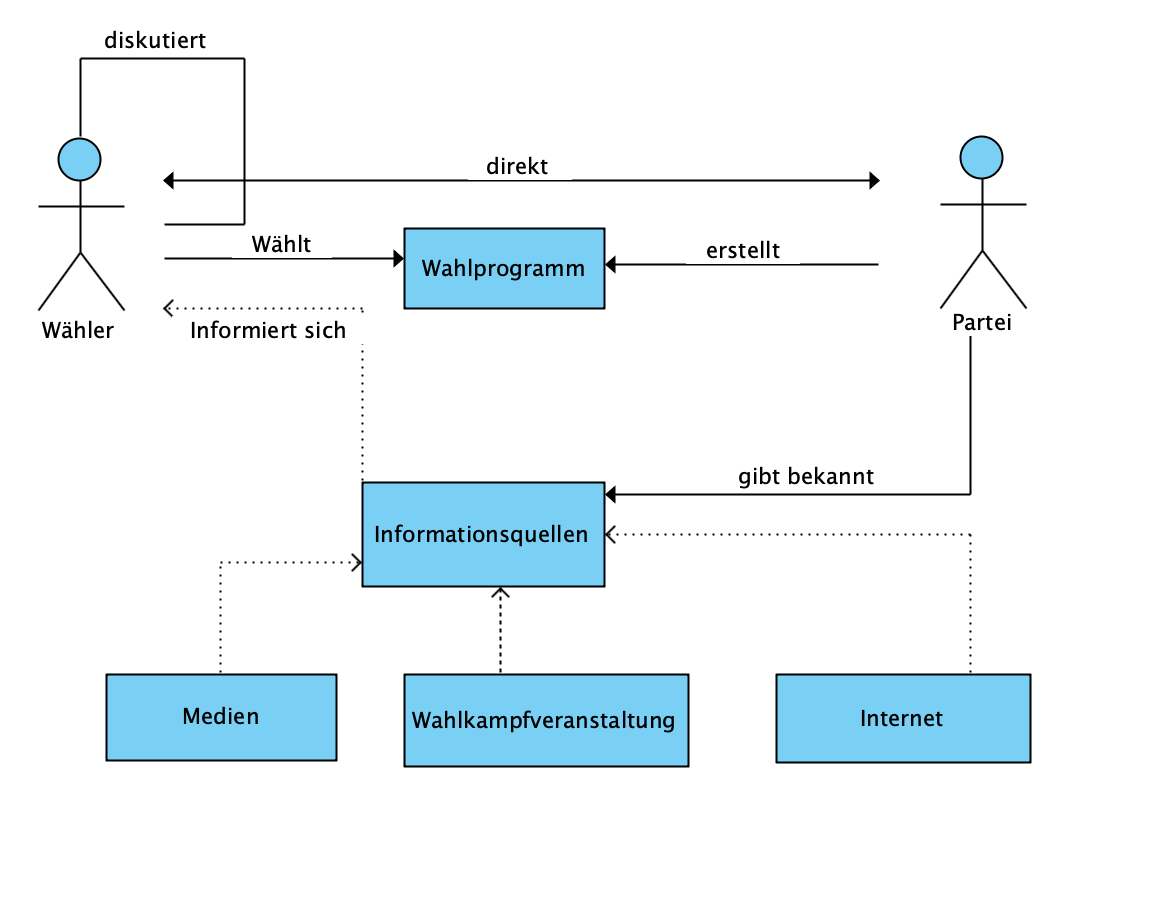 diskutiert
direkt
Wählt
erstellt
Wahlprogramm
Wähler
Informiert sich
Partei
gibt bekannt
Informationsquellen
Medien
Wahlkampfveranstaltung
Internet